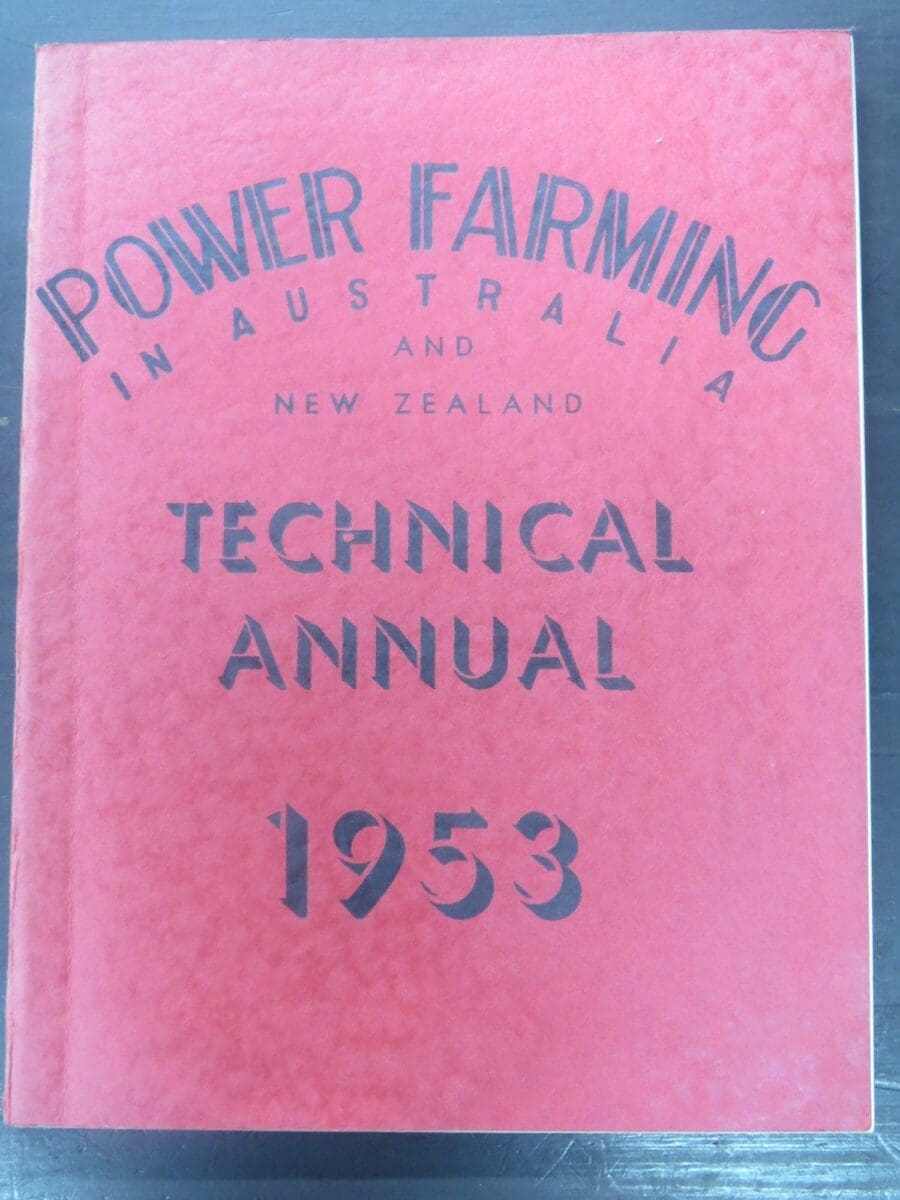 POWER FARMING
IN AUSTRALIA
AND
NEW ZEALAND
TECHNICAL
ANNUAL
1953